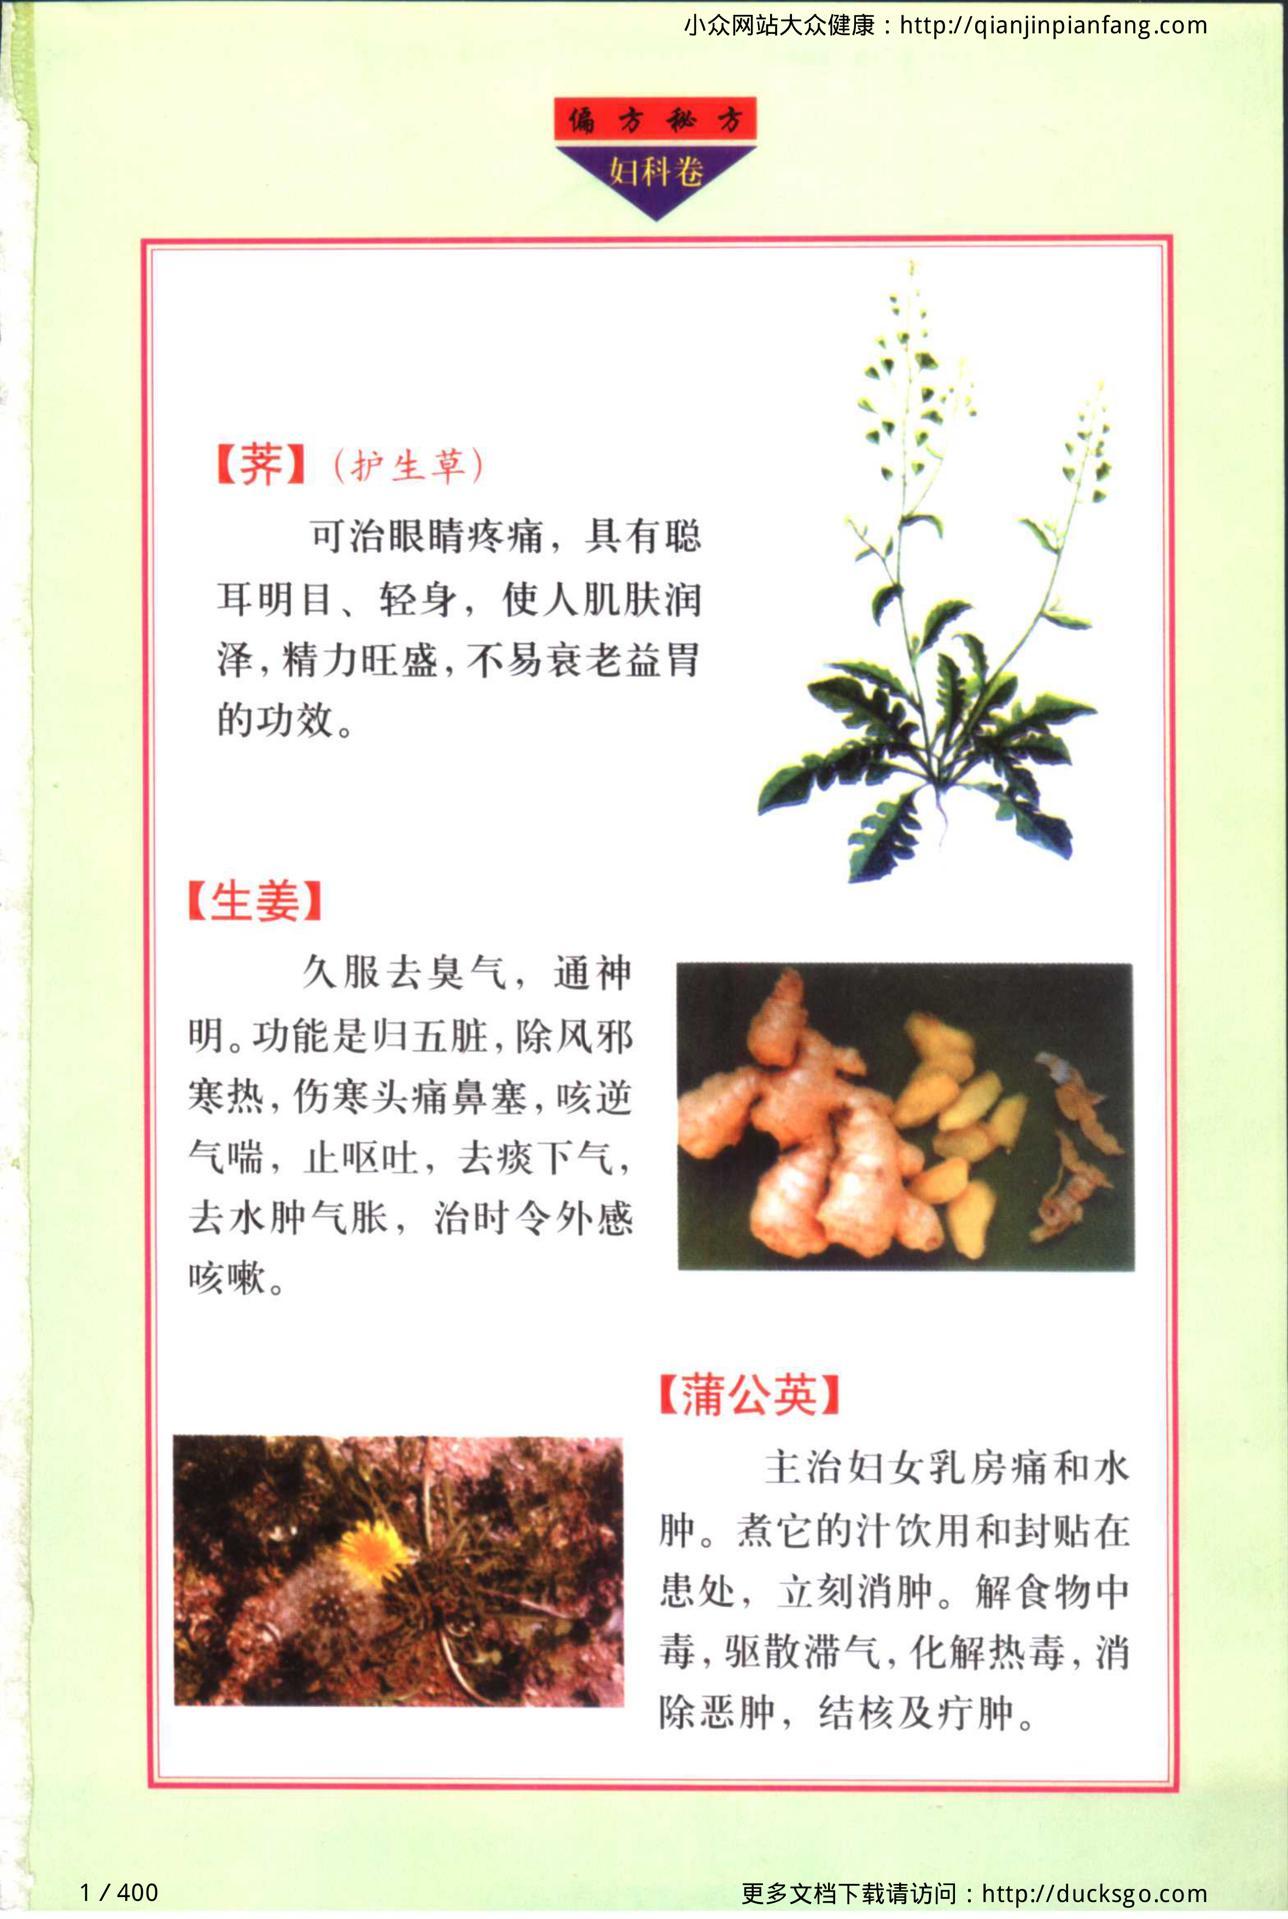 小众网站大众健康：http://qianjinpianfang.com
偏方秘方
妇科卷
【荠】（护生草）
可治眼睛疼痛，具有聪
耳明目、轻身，使人肌肤润
泽，精力旺盛，不易衰老益胃
的功效。
【生姜】
久服去臭气，通神
明。功能是归五脏，除风邪
寒热，伤寒头痛鼻塞，咳逆
气喘，止呕吐，去痰下气，
去水肿气胀，治时令外感
咳嗽。
【蒲公英】
主治妇女乳房痛和水
肿。煮它的汁饮用和封贴在
患处，立刻消肿。解食物中
毒，驱散滞气，化解热毒，消
除恶肿，结核及疔肿。
1 / 400
更多文档下载请访问：http://ducksgo.com